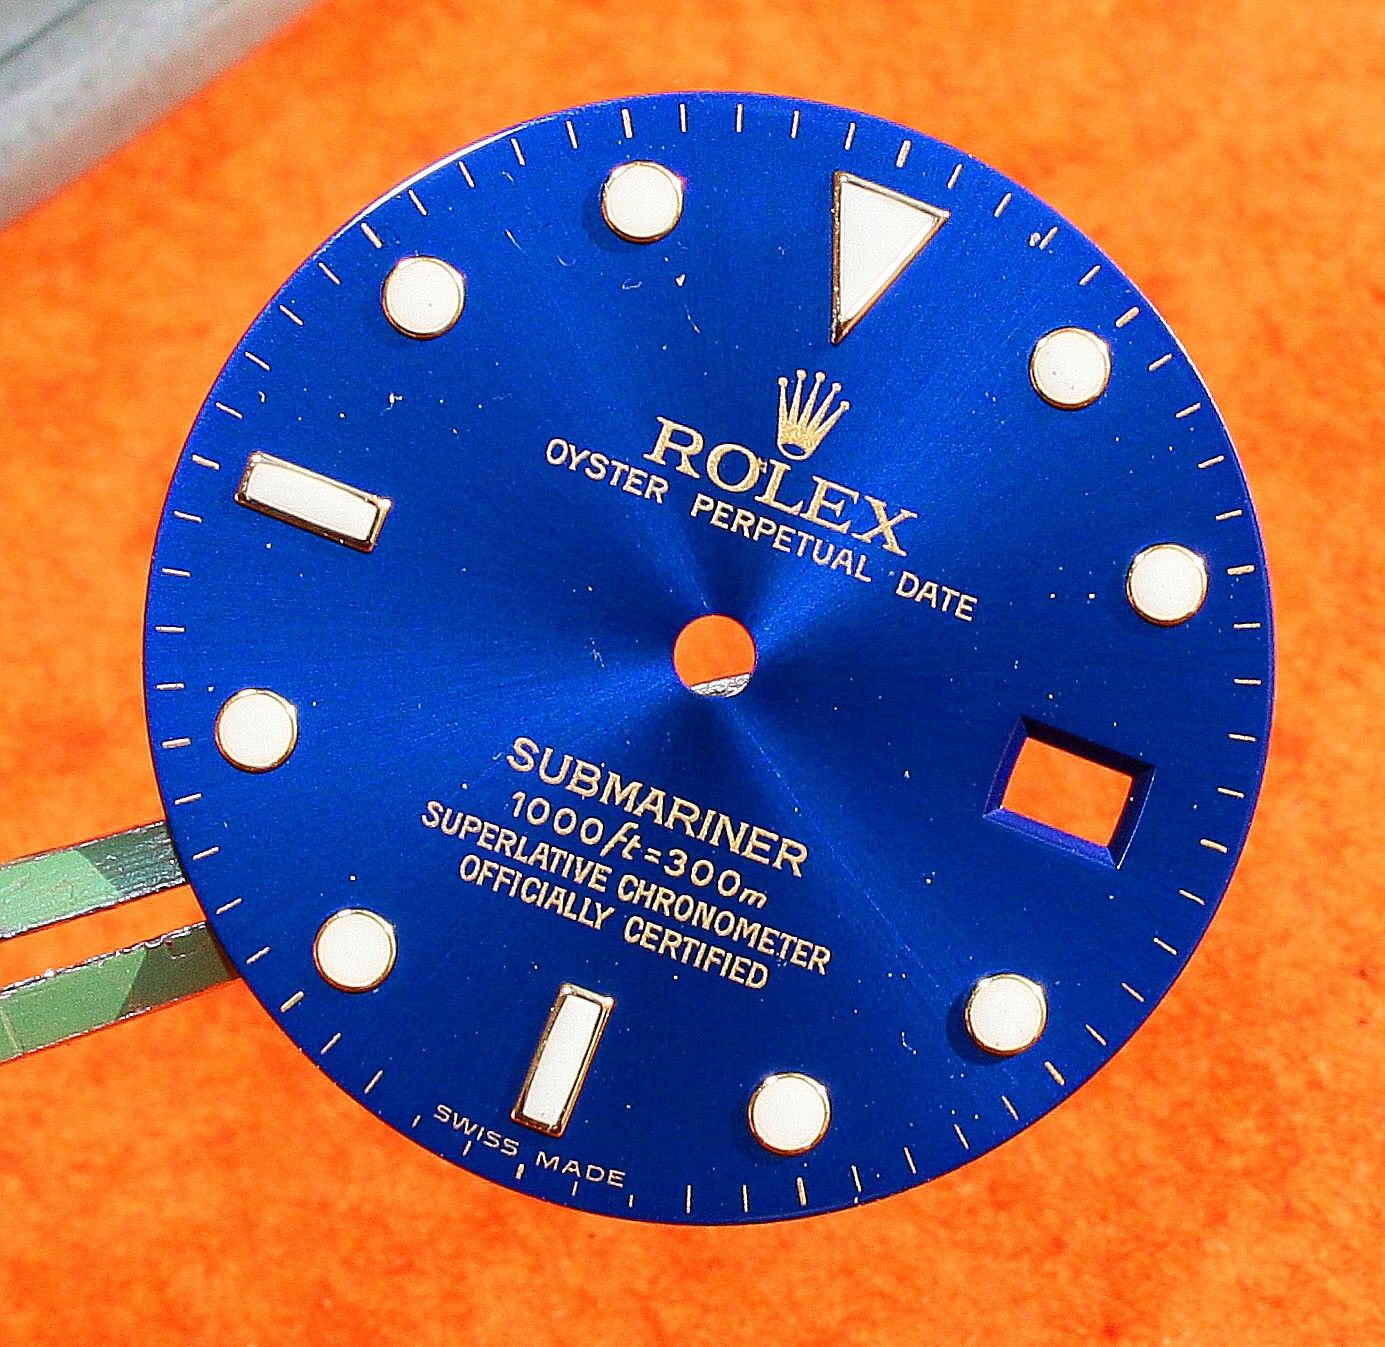 ROLEX
OYSTER PERPETUAL DATE
SUBMARINER
1000ft=300m
SUPERLATIVE CHRONOMETER
OFFICIALLY CERTIFIED
SWISS MADE